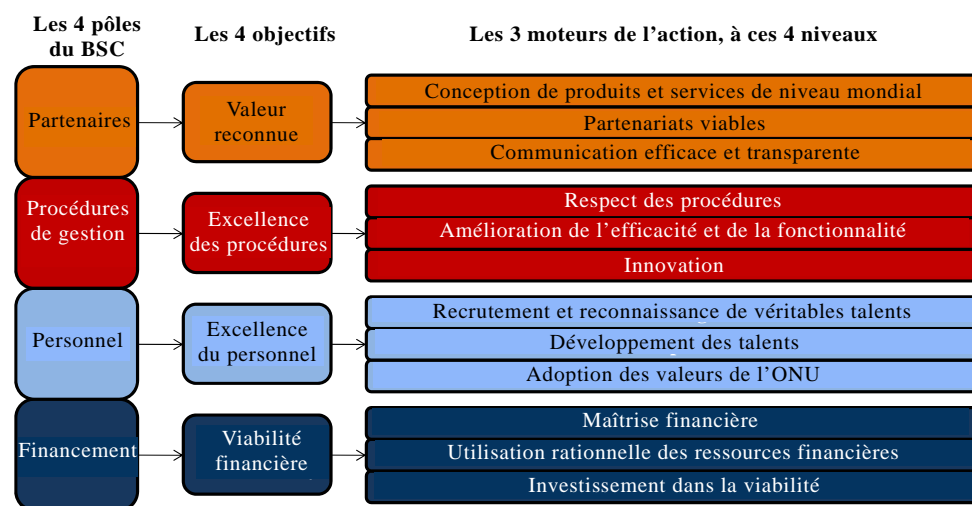 Les 4 pôles
du BSC
Les 4 objectifs
Les 3 moteurs de l'action, à ces 4 niveaux
Partenaires
Valeur
reconnue
Conception de produits et services de niveau mondial
Partenariats viables
Communication efficace et transparente
Procédures
de gestion
Excellence
des procédures
Respect des procédures
Amélioration de l'efficacité et de la fonctionnalité
Innovation
Personnel
Excellence
du personnel
Recrutement et reconnaissance de véritables talents
Développement des talents
Adoption des valeurs de l'ONU
Financement
Viabilité
financière
Maîtrise financière
Utilisation rationnelle des ressources financières
Investissement dans la viabilité